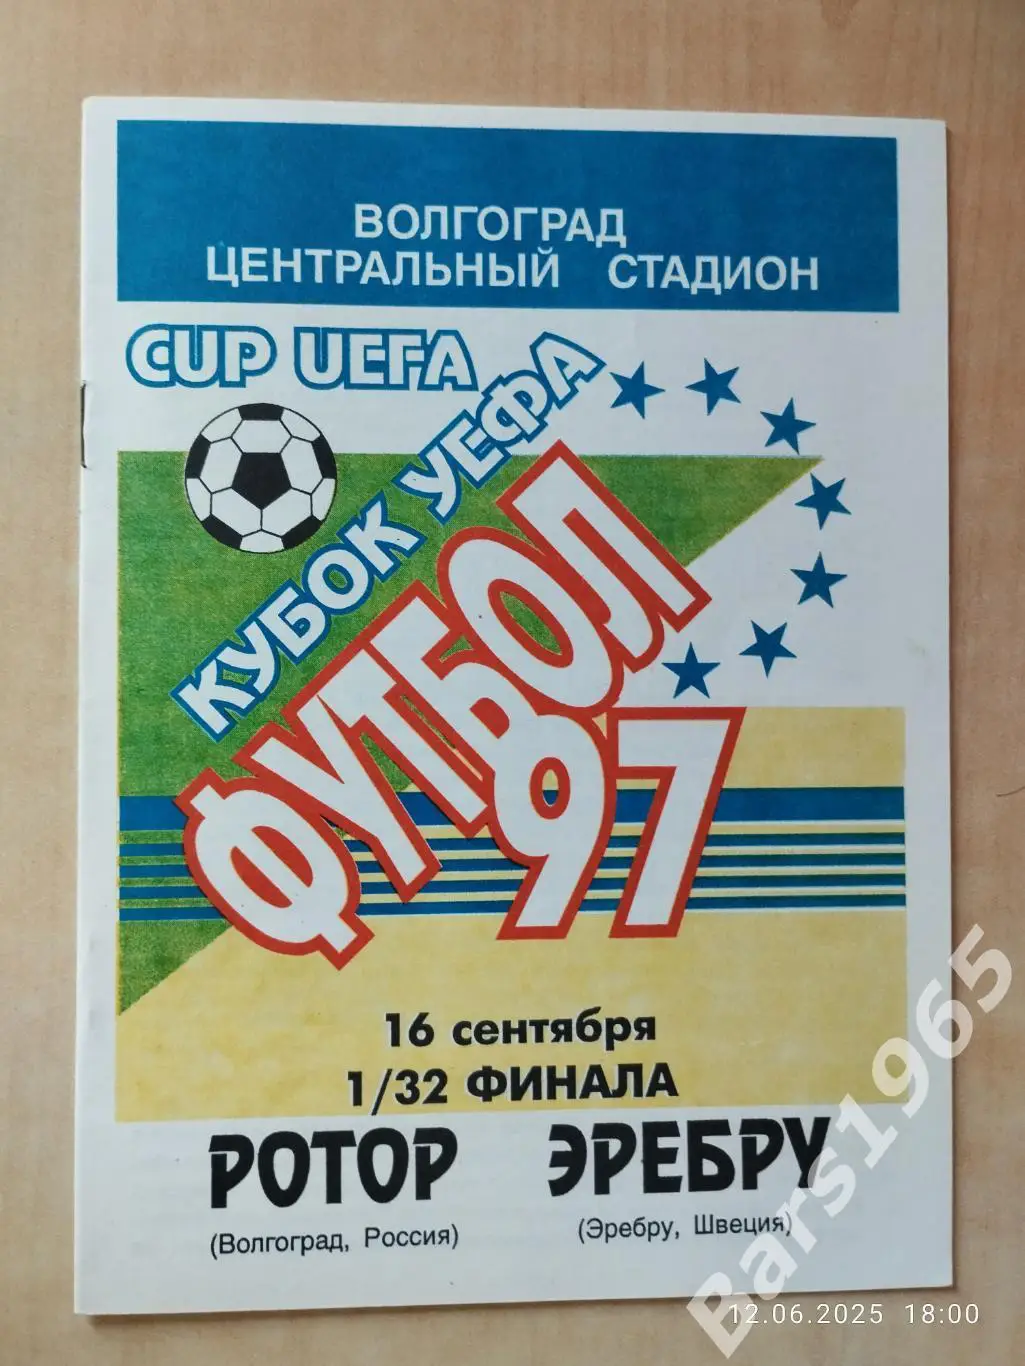 ВОЛГОГРАД
ЦЕНТРАЛЬНЫЙ СТАДИОН
CUP UEFA
КУБОК УЕФА
ФУТБОЛ
97
16 сентября
1/32 ФИНАЛА
РОТОР ЭРЕБРУ
(Волгоград, Россия) (Эребру, Швеция)
Bars1965
12.06.2025 18:00